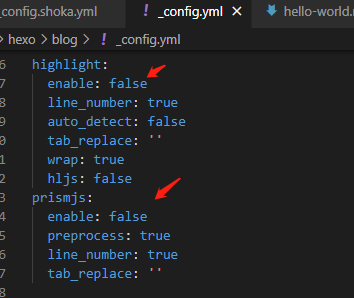 _config.shoka.yml ! _config.yml X hello-world.
hexo > blog > ! _config.yml
6 highlight:
7 enable: false
8 line_number: true
9 auto_detect: false
0 tab_replace: ''
1 wrap: true
2 hljs: false
3 prismjs:
4 enable: false
5 preprocess: true
6 line_number: true
7 tab_replace: ''
8